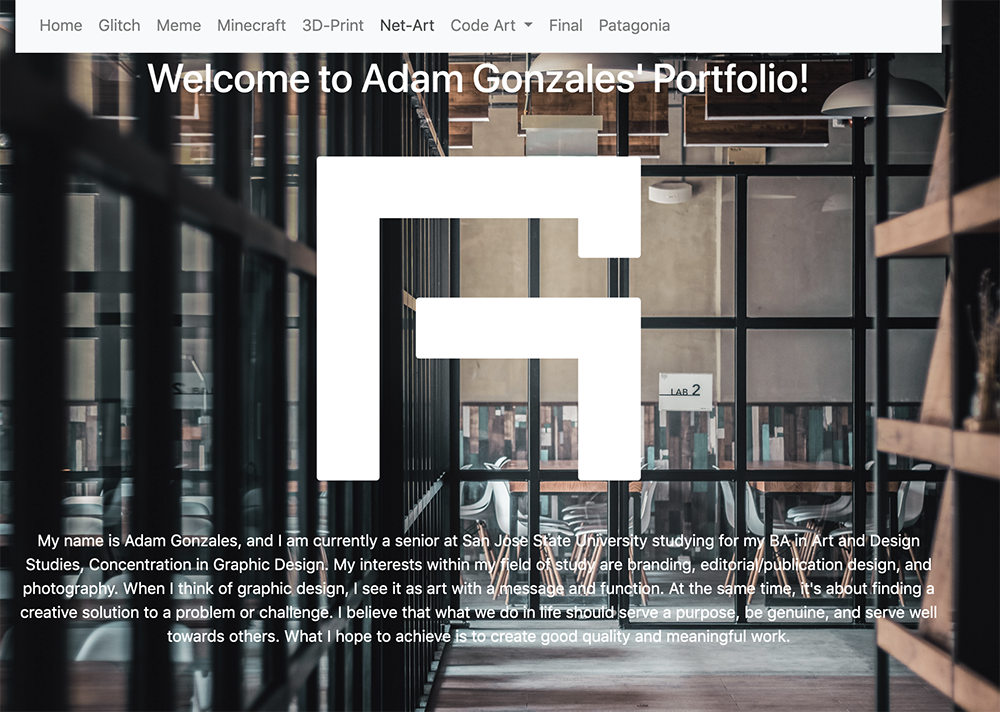 Home Glitch Meme Minecraft 3D-Print Net-Art Code Art Final Patagonia
Welcome to Adam Gonzales' Portfolio!
LAB 2
My name is Adam Gonzales, and I am currently a senior at San Jose State University studying for my BA in Art and Design
Studies, Concentration in Graphic Design. My interests within my field of study are branding, editorial/publication design, and
photography. When I think of graphic design, I see it as art with a message and function. At the same time, it's about finding a
creative solution to a problem or challenge. I believe that what we do in life should serve a purpose, be genuine, and serve well
towards others. What I hope to achieve is to create good quality and meaningful work.